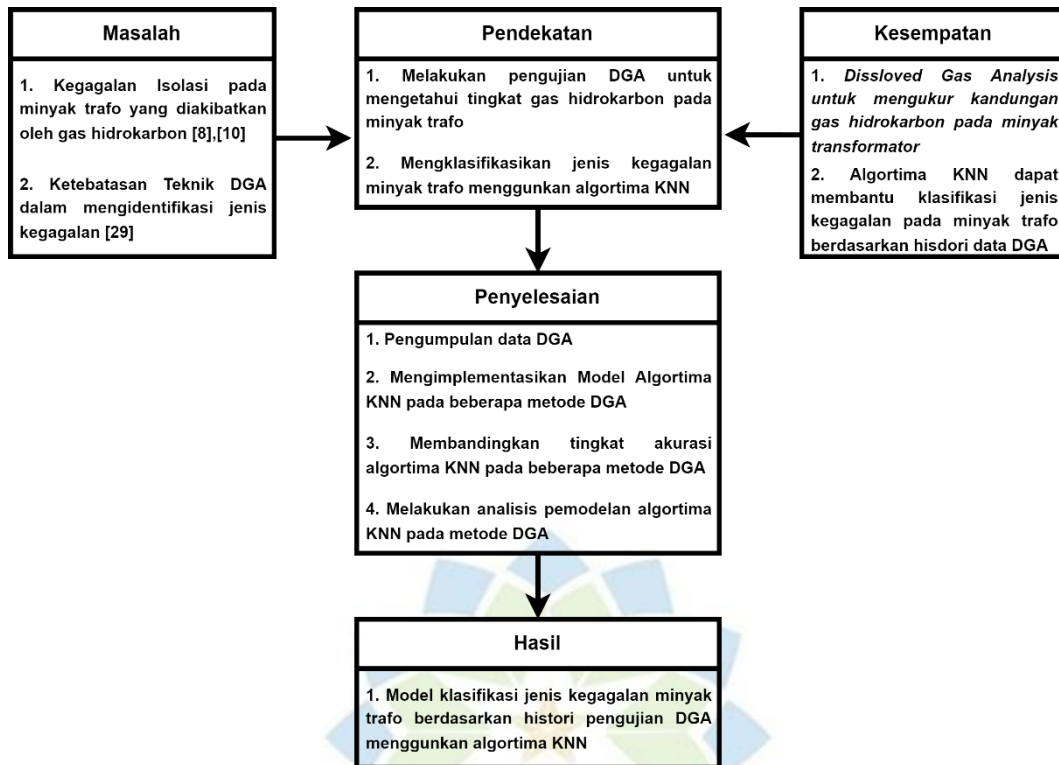 Masalah
1. Kegagalan Isolasi pada
minyak trafo yang diakibatkan
oleh gas hidrokarbon [8],[10]
2. Ketebatasan Teknik DGA
dalam mengidentifikasi jenis
kegagalan [29]
Pendekatan
1. Melakukan pengujian DGA untuk
mengetahui tingkat gas hidrokarbon pada
minyak trafo
2. Mengklasifikasikan jenis kegagalan
minyak trafo menggunkan algortima KNN
Kesempatan
1. Dissloved Gas Analysis
untuk mengukur kandungan
gas hidrokarbon pada minyak
transformator
2. Algortima KNN dapat
membantu klasifikasi jenis
kegagalan pada minyak trafo
berdasarkan hisdori data DGA
Penyelesaian
1. Pengumpulan data DGA
2. Mengimplementasikan Model Algortima
KNN pada beberapa metode DGA
3. Membandingkan tingkat akurasi
algortima KNN pada beberapa metode DGA
4. Melakukan analisis pemodelan algortima
KNN pada metode DGA
Hasil
1. Model klasifikasi jenis kegagalan minyak
trafo berdasarkan histori pengujian DGA
menggunkan algortima KNN